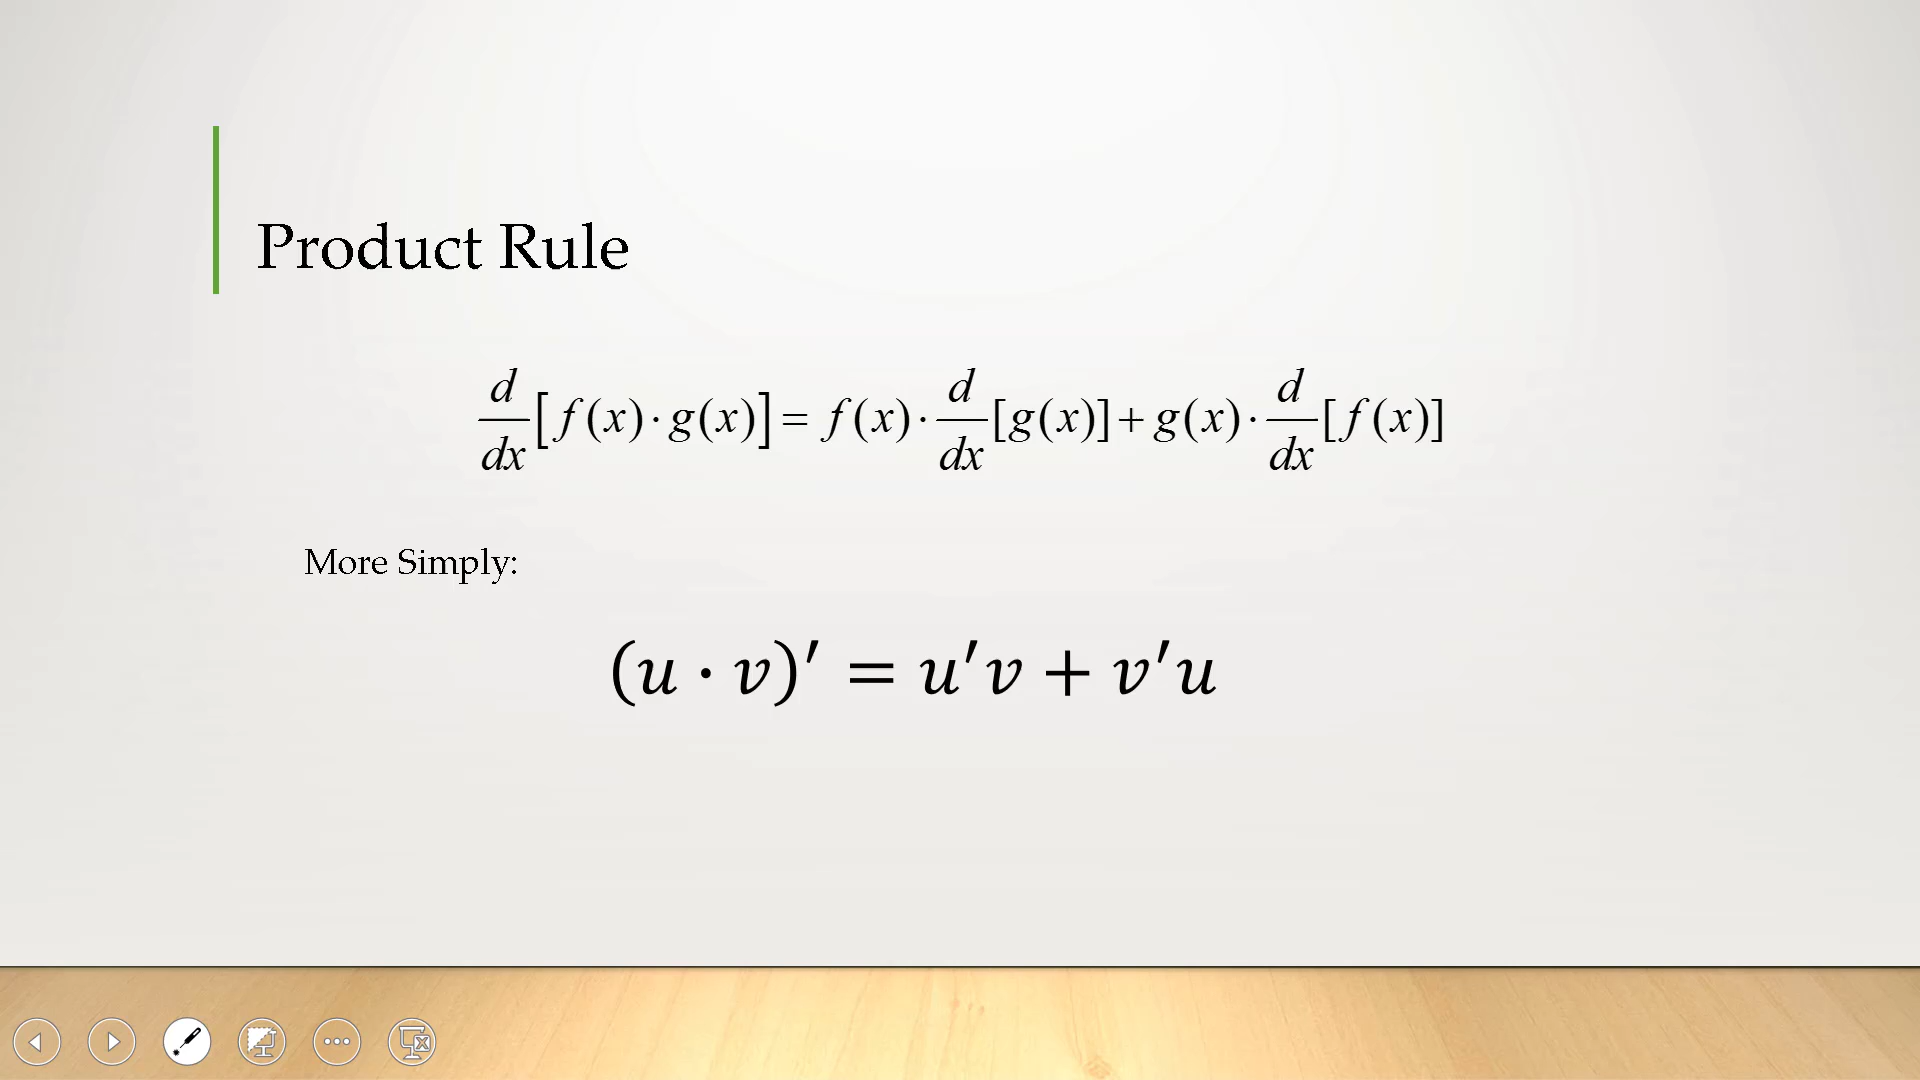 Product Rule
d/dx [f(x) · g(x)] = f(x) · d/dx [g(x)] + g(x) · d/dx [f(x)]
More Simply:
(u · v)′ = u′v + v′u